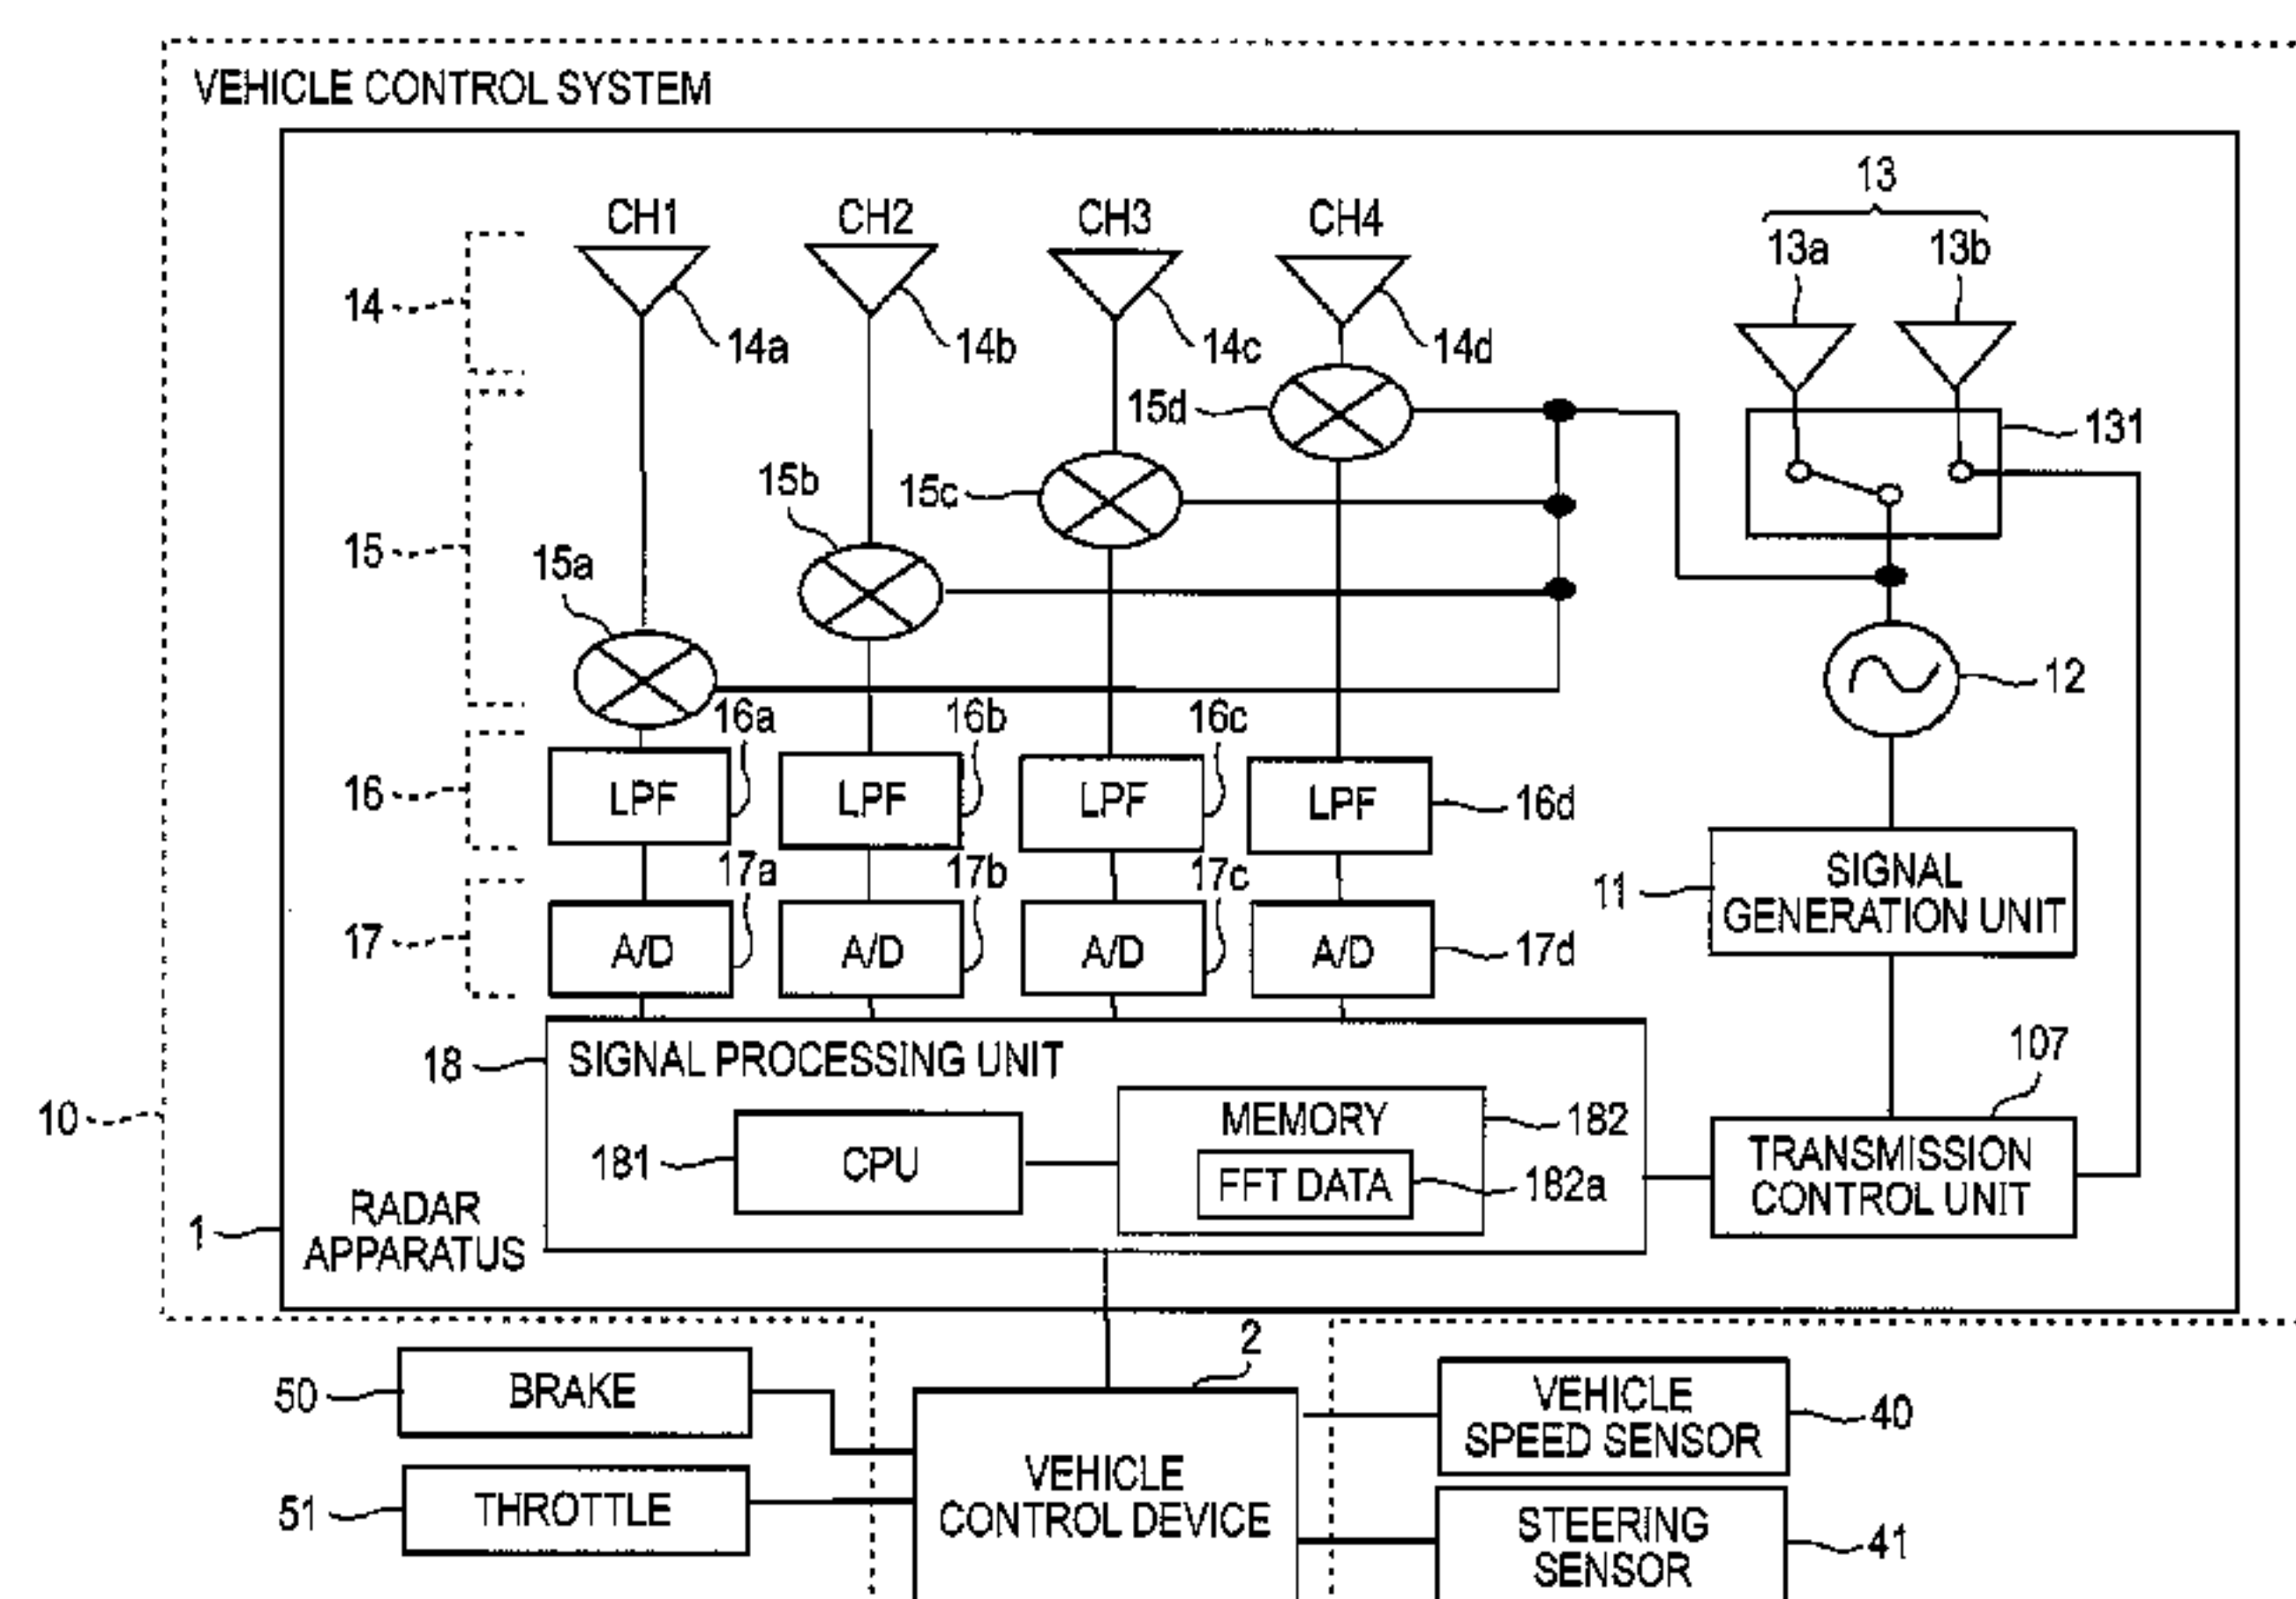 VEHICLE CONTROL SYSTEM
13
CH1 CH2 CH3 CH4
13a 13b
14
14a 14b 14c 14d
15d
131
15b 15c
15
15a
12
16a 16b 16c
16
LPF LPF LPF LPF 16d
17a 17b 17c
11
SIGNAL
GENERATION UNIT
17
A/D A/D A/D A/D 17d
107
18 SIGNAL PROCESSING UNIT
10
MEMORY 182
181 CPU
FFT DATA 182a
TRANSMISSION
CONTROL UNIT
1
RADAR
APPARATUS
2
50 BRAKE
VEHICLE
SPEED SENSOR
40
51 THROTTLE
VEHICLE
CONTROL DEVICE
STEERING
SENSOR
41